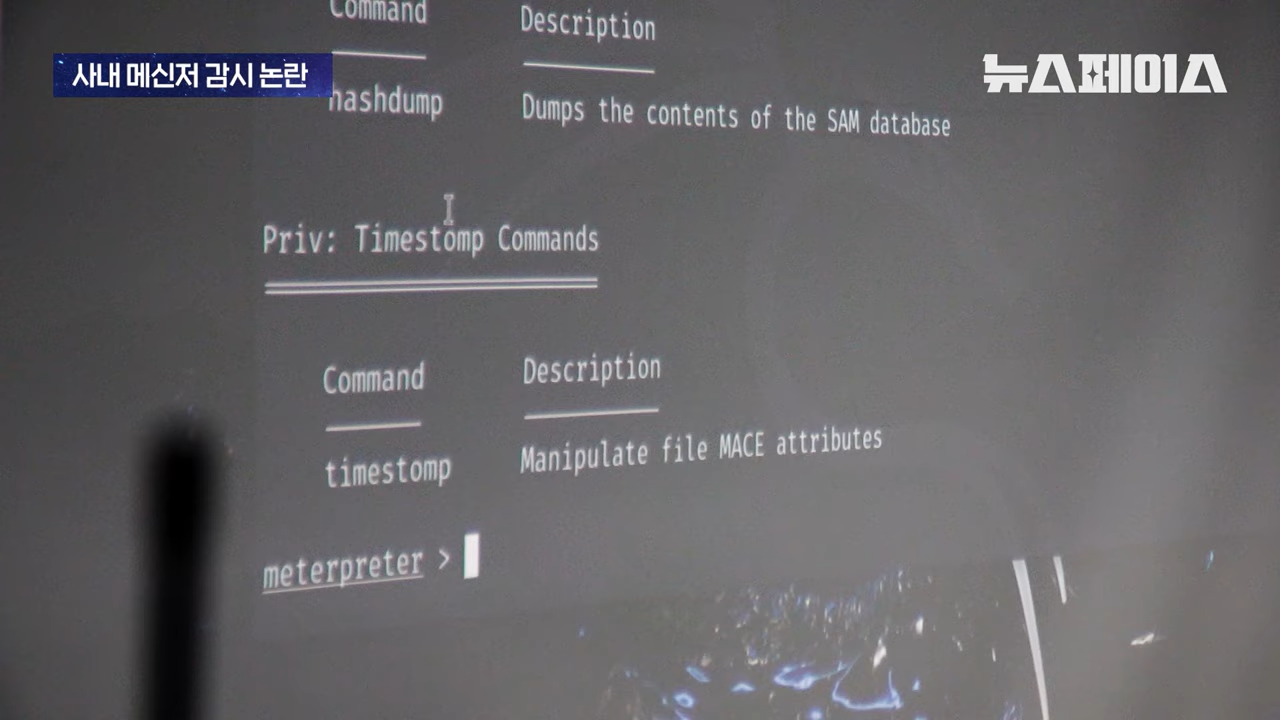 Command Description
사내 메신저 감시 논란
뉴스페이스
hashdump Dumps the contents of the SAM database
Priv: Timestomp Commands
Command Description
timestomp Manipulate file MACE attributes
meterpreter >